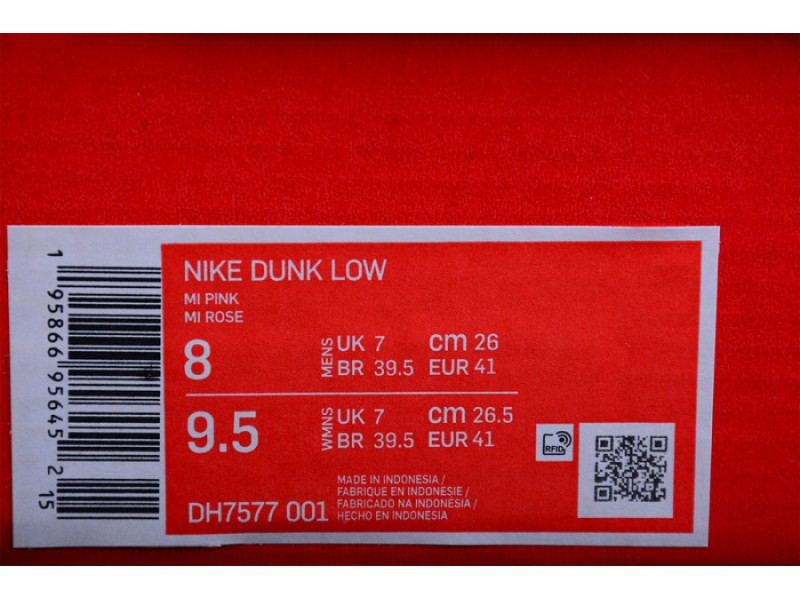 1 95866 95645 2 15
NIKE DUNK LOW
MI PINK
MI ROSE
8 MENS UK 7 cm 26
BR 39.5 EUR 41
9.5 WMNS UK 7 cm 26.5
BR 39.5 EUR 41
RFID
DH7577 001
MADE IN INDONESIA /
FABRIQUE EN INDONESIE /
FABRICADO NA INDONÉSIA /
HECHO EN INDONESIA